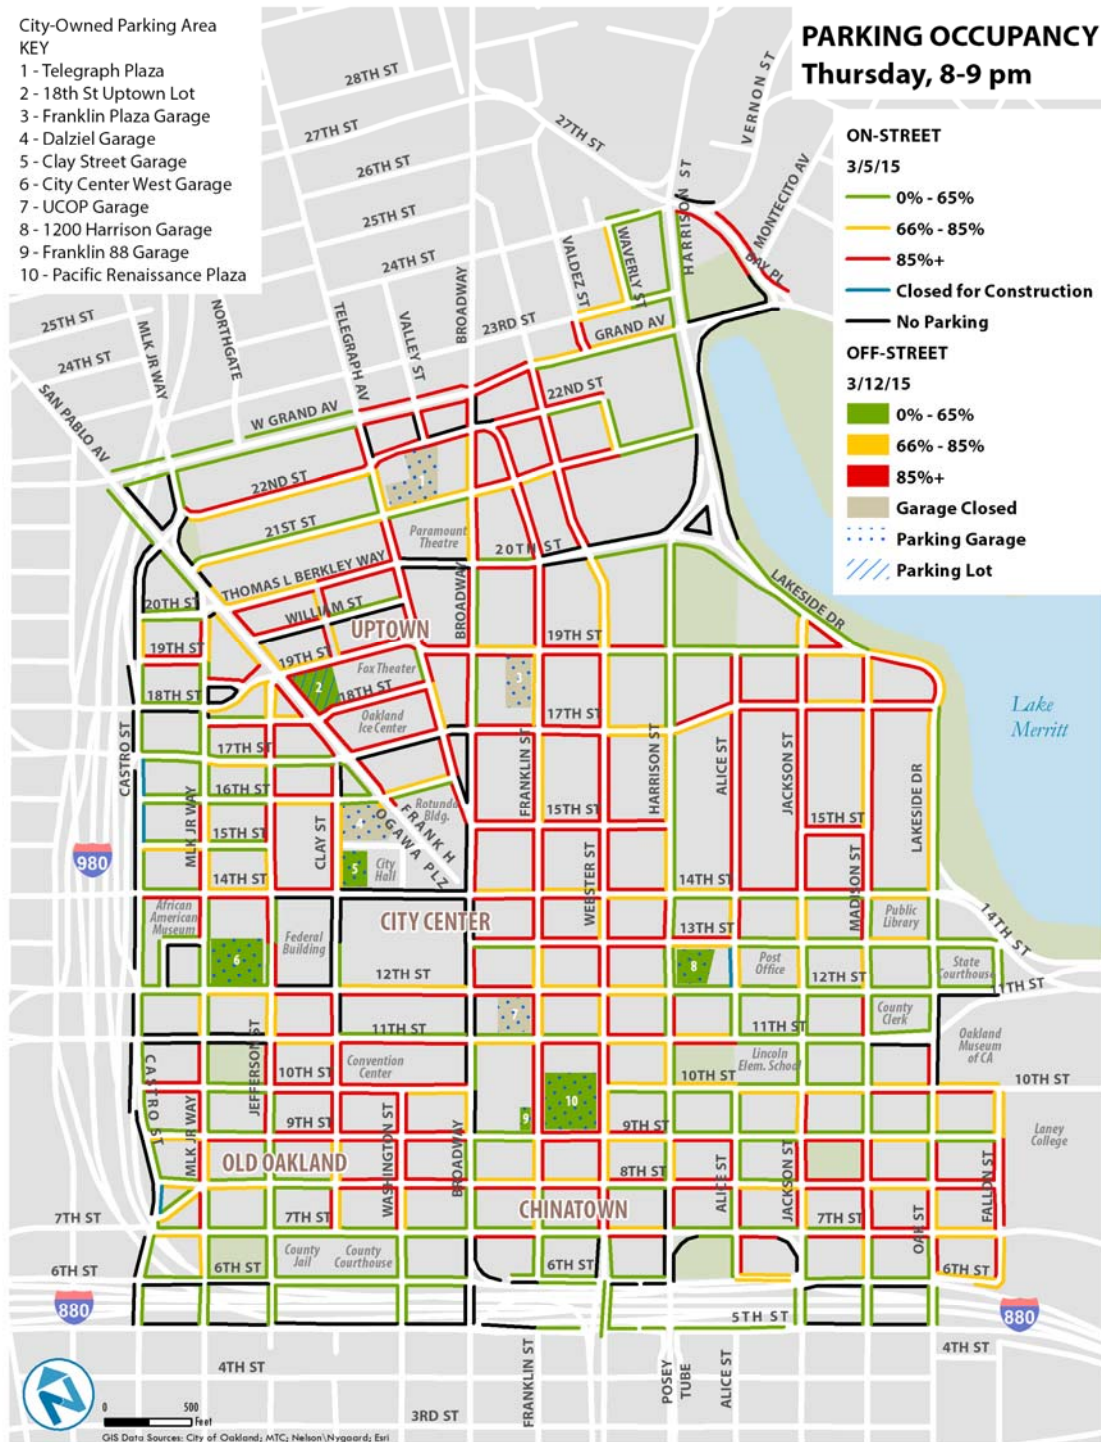 City-Owned Parking Area
KEY
1 - Telegraph Plaza
2 - 18th St Uptown Lot
3 - Franklin Plaza Garage
4 - Dalziel Garage
5 - Clay Street Garage
6 - City Center West Garage
7 - UCOP Garage
8 - 1200 Harrison Garage
9 - Franklin 88 Garage
10 - Pacific Renaissance Plaza
PARKING OCCUPANCY
Thursday, 8-9 pm
ON-STREET
3/5/15
0% - 65%
66% - 85%
85%+
Closed for Construction
No Parking
OFF-STREET
3/12/15
0% - 65%
66% - 85%
85%+
Garage Closed
Parking Garage
Parking Lot
28TH ST
27TH ST
27TH ST
26TH ST
25TH ST
24TH ST
23RD ST
VERNON ST
MONTECITO AV
HARRISON ST
BAY PL
WAVERLY ST
VALDEZ ST
BROADWAY
VALLEY ST
TELEGRAPH AV
NORTHGATE
MLK JR WAY
25TH ST
24TH ST
SAN PABLO AV
GRAND AV
W GRAND AV
22ND ST
22ND ST
21ST ST
1
Paramount
Theatre
20TH ST
THOMAS L BERKLEY WAY
WILLIAM ST
UPTOWN
BROADWAY
LAKESIDE DR
20TH ST
19TH ST
19TH ST
19TH ST
Fox Theater
2
18TH ST
18TH ST
3
Oakland
Ice Center
17TH ST
17TH ST
Lake
Merritt
CASTRO ST
16TH ST
MLK JR WAY
15TH ST
CLAY ST
4
FRANK H
OGAWA PLZ
Rotunda
Bldg.
FRANKLIN ST
15TH ST
HARRISON ST
ALICE ST
JACKSON ST
15TH ST
LAKESIDE DR
980
14TH ST
5
City
Hall
WEBSTER ST
14TH ST
MADISON ST
African
American
Museum
Federal
Building
CITY CENTER
13TH ST
Public
Library
14TH ST
6
12TH ST
8
Post
Office
12TH ST
State
Courthouse
11TH ST
7
11TH ST
11TH ST
County
Clerk
Oakland
Museum
of CA
CASTRO ST
JEFFERSON ST
10TH ST
Convention
Center
10TH ST
Lincoln
Elem. School
10TH ST
MLK JR WAY
9TH ST
WASHINGTON ST
BROADWAY
9
10
9TH ST
Laney
College
OLD OAKLAND
8TH ST
ALICE ST
JACKSON ST
FALLON ST
7TH ST
7TH ST
CHINATOWN
7TH ST
OAK ST
6TH ST
6TH ST
County
Jail
County
Courthouse
6TH ST
6TH ST
880
5TH ST
880
4TH ST
FRANKLIN ST
POSEY
TUBE
ALICE ST
4TH ST
3RD ST
0
500
Feet
GIS Data Sources: City of Oakland; MTC; Nelson\Nygaard; Esri